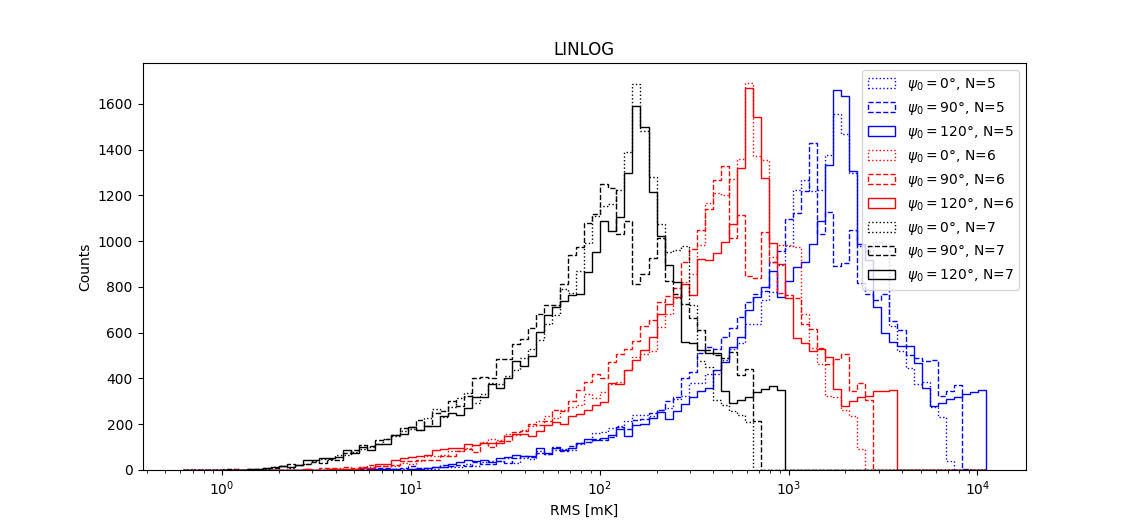 LINLOG
Counts
1600
1400
1200
1000
800
600
400
200
0
10⁰
10¹
10²
10³
10⁴
RMS [mK]
ψ₀ = 0°, N=5
ψ₀ = 90°, N=5
ψ₀ = 120°, N=5
ψ₀ = 0°, N=6
ψ₀ = 90°, N=6
ψ₀ = 120°, N=6
ψ₀ = 0°, N=7
ψ₀ = 90°, N=7
ψ₀ = 120°, N=7